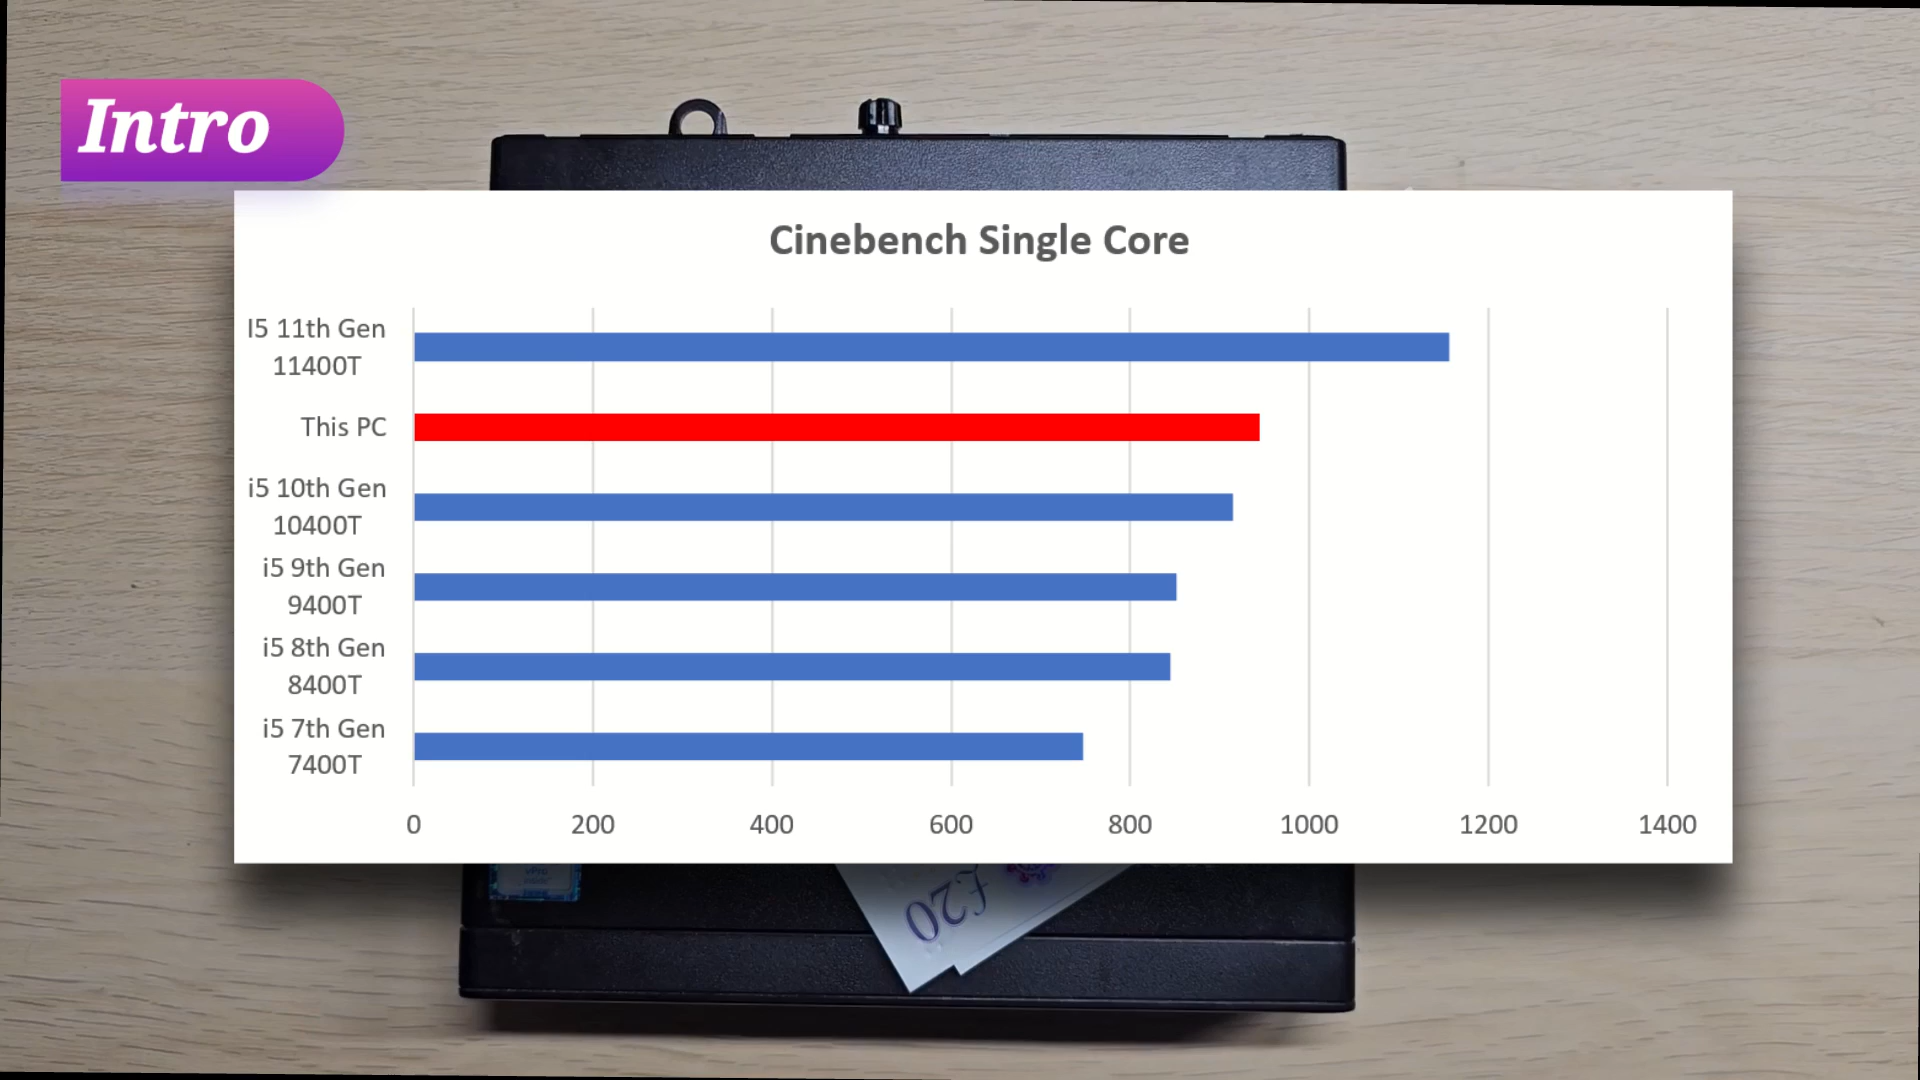 Intro
Cinebench Single Core
I5 11th Gen
11400T
This PC
i5 10th Gen
10400T
i5 9th Gen
9400T
i5 8th Gen
8400T
i5 7th Gen
7400T
0 200 400 600 800 1000 1200 1400
£20